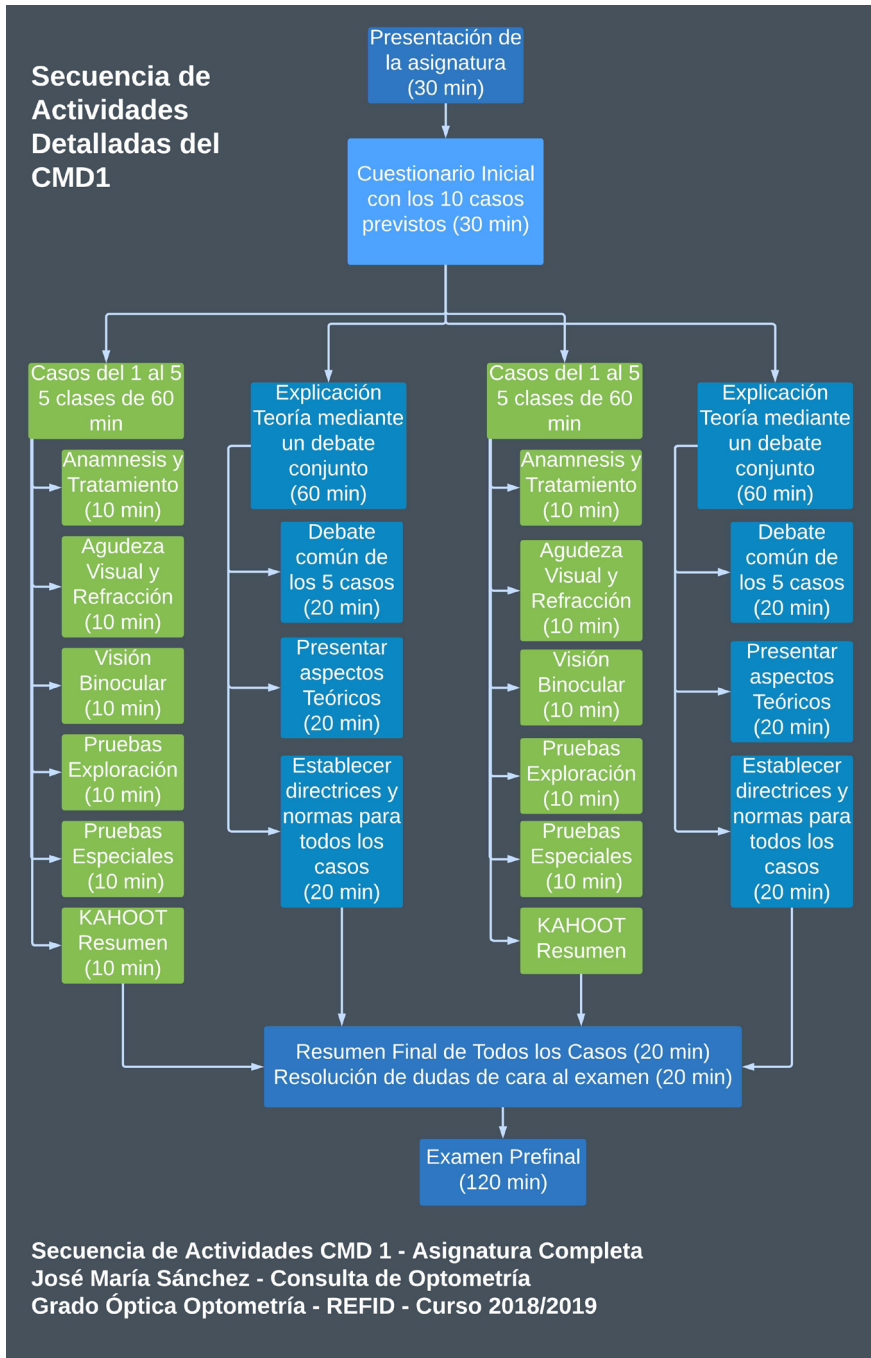 Secuencia de
Actividades
Detalladas del
CMD1
Presentación de
la asignatura
(30 min)
Cuestionario Inicial
con los 10 casos
previstos (30 min)
Casos del 1 al 5
5 clases de 60
min
Anamnesis y
Tratamiento
(10 min)
Agudeza
Visual y
Refracción
(10 min)
Visión
Binocular
(10 min)
Pruebas
Exploración
(10 min)
Pruebas
Especiales
(10 min)
KAHOOT
Resumen
(10 min)
Explicación
Teoría mediante
un debate
conjunto
(60 min)
Debate
común de
los 5 casos
(20 min)
Presentar
aspectos
Teóricos
(20 min)
Establecer
directrices y
normas para
todos los
casos
(20 min)
Casos del 1 al 5
5 clases de 60
min
Anamnesis y
Tratamiento
(10 min)
Agudeza
Visual y
Refracción
(10 min)
Visión
Binocular
(10 min)
Pruebas
Exploración
(10 min)
Pruebas
Especiales
(10 min)
KAHOOT
Resumen
Explicación
Teoría mediante
un debate
conjunto
(60 min)
Debate
común de
los 5 casos
(20 min)
Presentar
aspectos
Teóricos
(20 min)
Establecer
directrices y
normas para
todos los
casos
(20 min)
Resumen Final de Todos los Casos (20 min)
Resolución de dudas de cara al examen (20 min)
Examen Prefinal
(120 min)
Secuencia de Actividades CMD 1 - Asignatura Completa
José María Sánchez - Consulta de Optometría
Grado Óptica Optometría - REFID - Curso 2018/2019